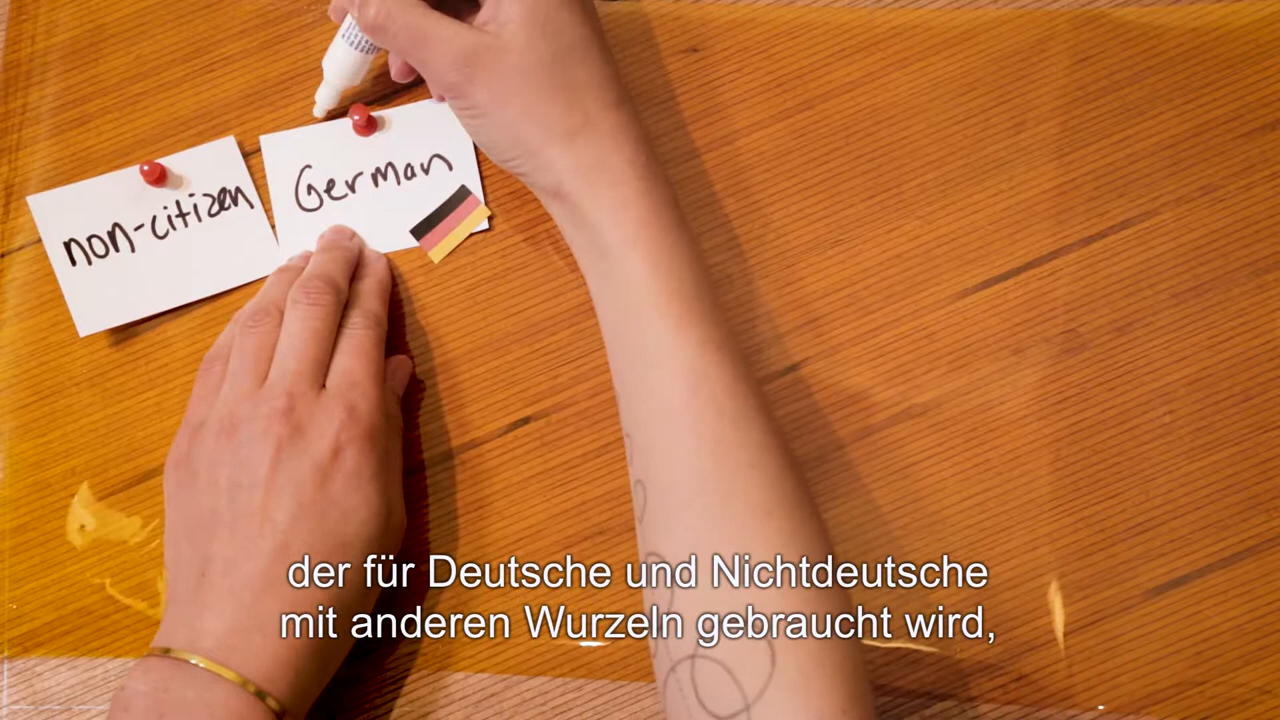 non-citizen
German
der für Deutsche und Nichtdeutsche
mit anderen Wurzeln gebraucht wird,